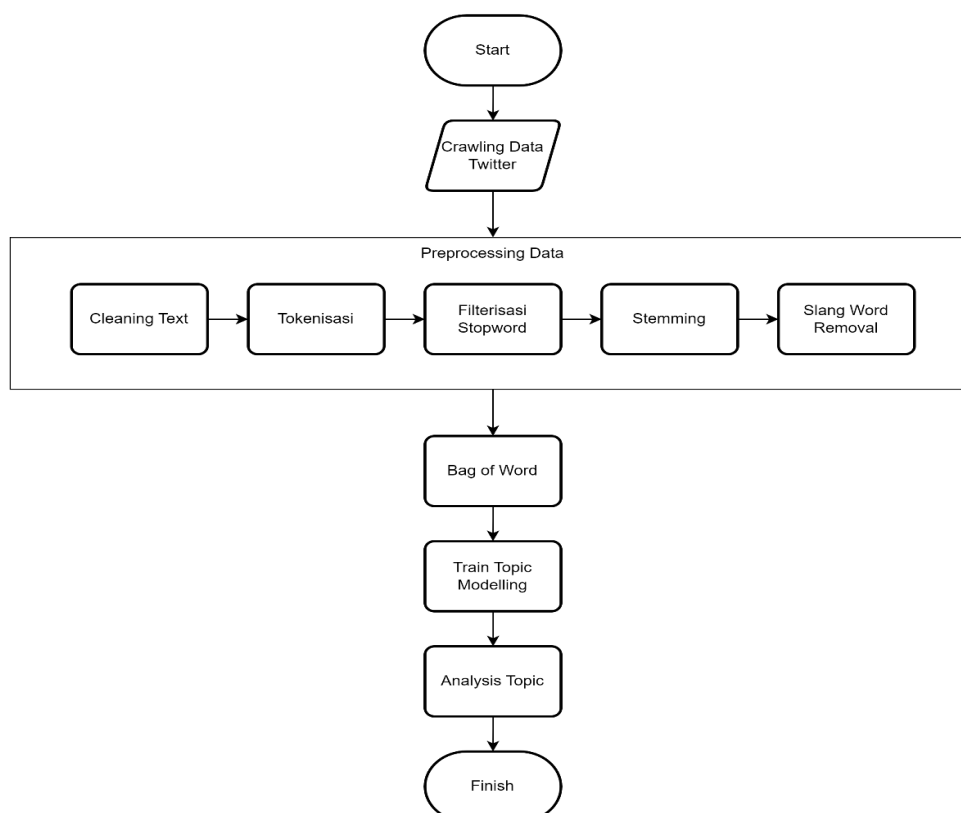 Start
Crawling Data
Twitter
Preprocessing Data
Cleaning Text
Tokenisasi
Filterisasi
Stopword
Stemming
Slang Word
Removal
Bag of Word
Train Topic
Modelling
Analysis Topic
Finish